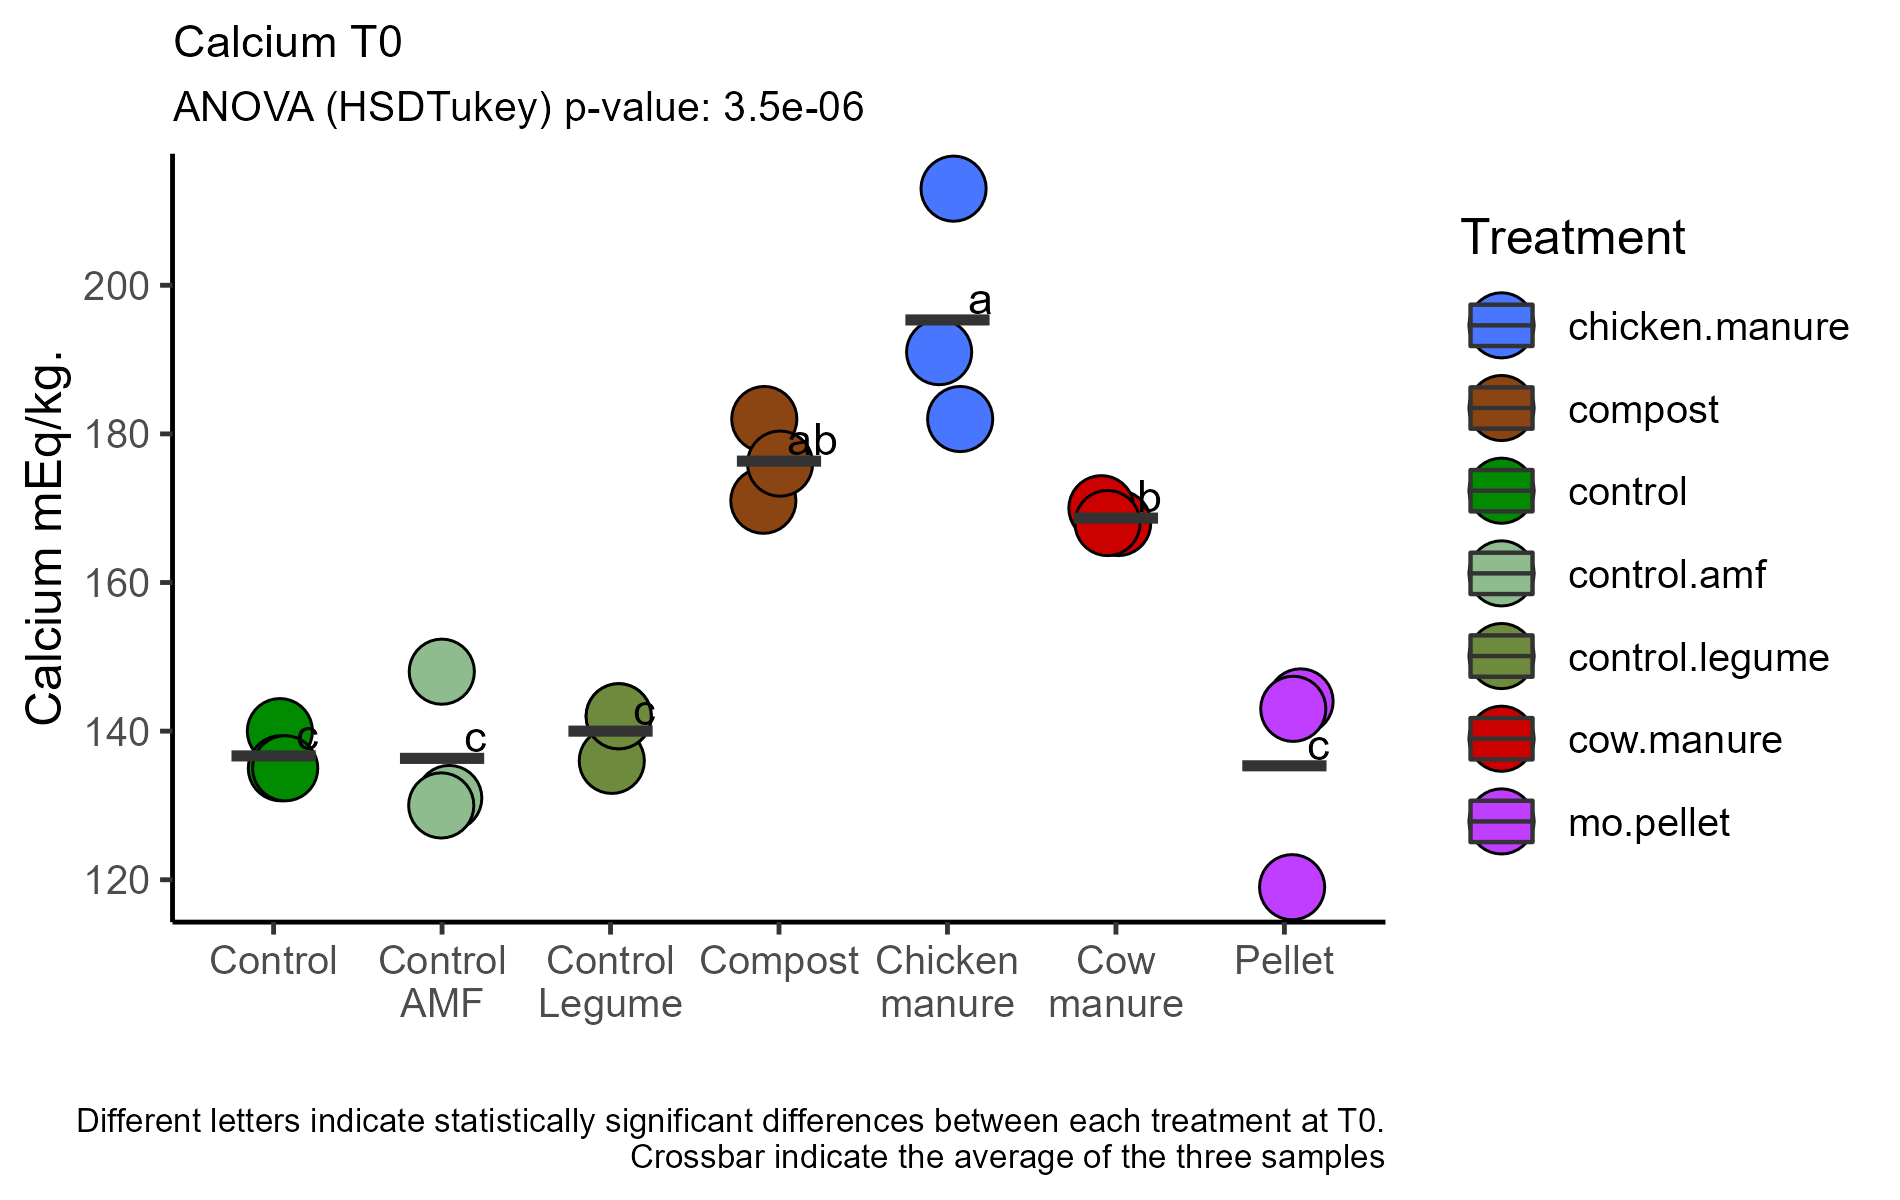 Calcium T0
ANOVA (HSDTukey) p-value: 3.5e-06
Calcium mEq/kg.
200
180
160
140
120
c
c
c
ab
a
b
c
Control
Control
AMF
Control
Legume
Compost
Chicken
manure
Cow
manure
Pellet
Treatment
chicken.manure
compost
control
control.amf
control.legume
cow.manure
mo.pellet
Different letters indicate statistically significant differences between each treatment at T0.
Crossbar indicate the average of the three samples